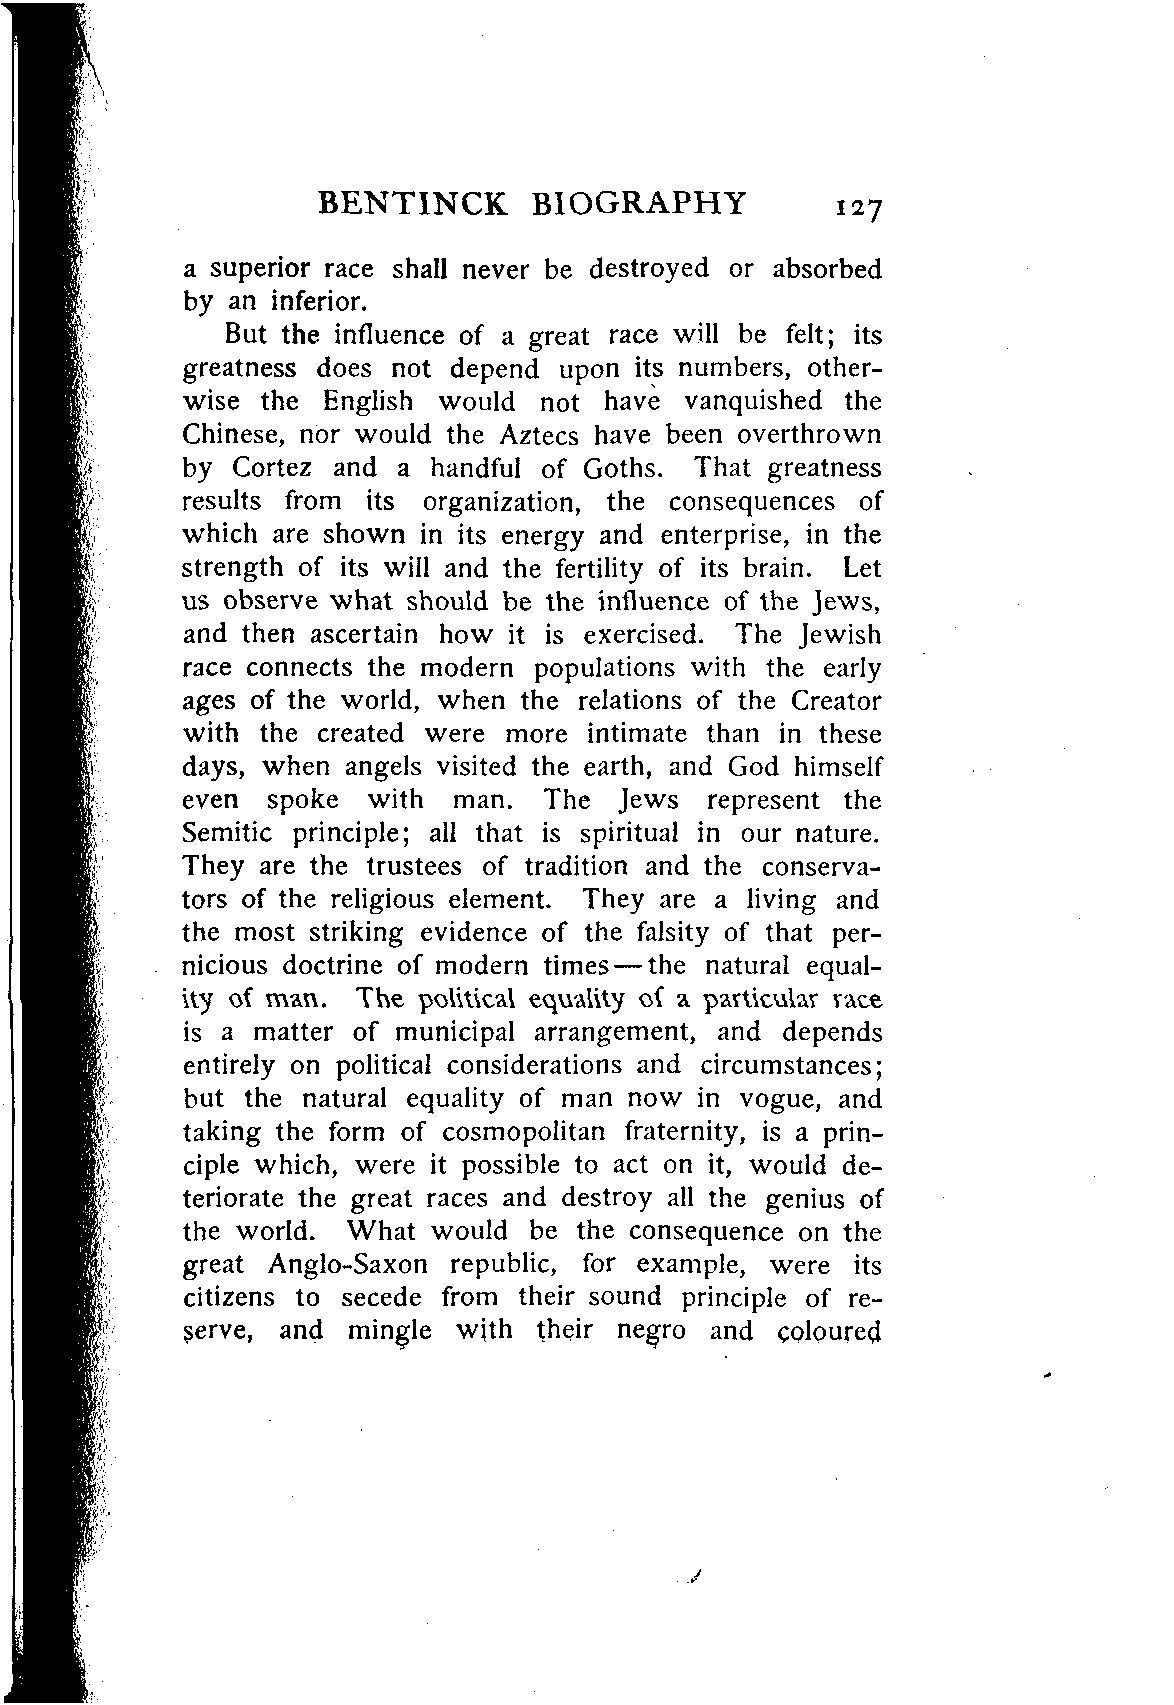 BENTINCK BIOGRAPHY 127
a superior race shall never be destroyed or absorbed
by an inferior.
But the influence of a great race will be felt; its
greatness does not depend upon its numbers, other-
wise the English would not have vanquished the
Chinese, nor would the Aztecs have been overthrown
by Cortez and a handful of Goths. That greatness
results from its organization, the consequences of
which are shown in its energy and enterprise, in the
strength of its will and the fertility of its brain. Let
us observe what should be the influence of the Jews,
and then ascertain how it is exercised. The Jewish
race connects the modern populations with the early
ages of the world, when the relations of the Creator
with the created were more intimate than in these
days, when angels visited the earth, and God himself
even spoke with man. The Jews represent the
Semitic principle; all that is spiritual in our nature.
They are the trustees of tradition and the conserva-
tors of the religious element. They are a living and
the most striking evidence of the falsity of that per-
nicious doctrine of modern times—the natural equal-
ity of man. The political equality of a particular race
is a matter of municipal arrangement, and depends
entirely on political considerations and circumstances;
but the natural equality of man now in vogue, and
taking the form of cosmopolitan fraternity, is a prin-
ciple which, were it possible to act on it, would de-
teriorate the great races and destroy all the genius of
the world. What would be the consequence on the
great Anglo-Saxon republic, for example, were its
citizens to secede from their sound principle of re-
serve, and mingle with their negro and coloured